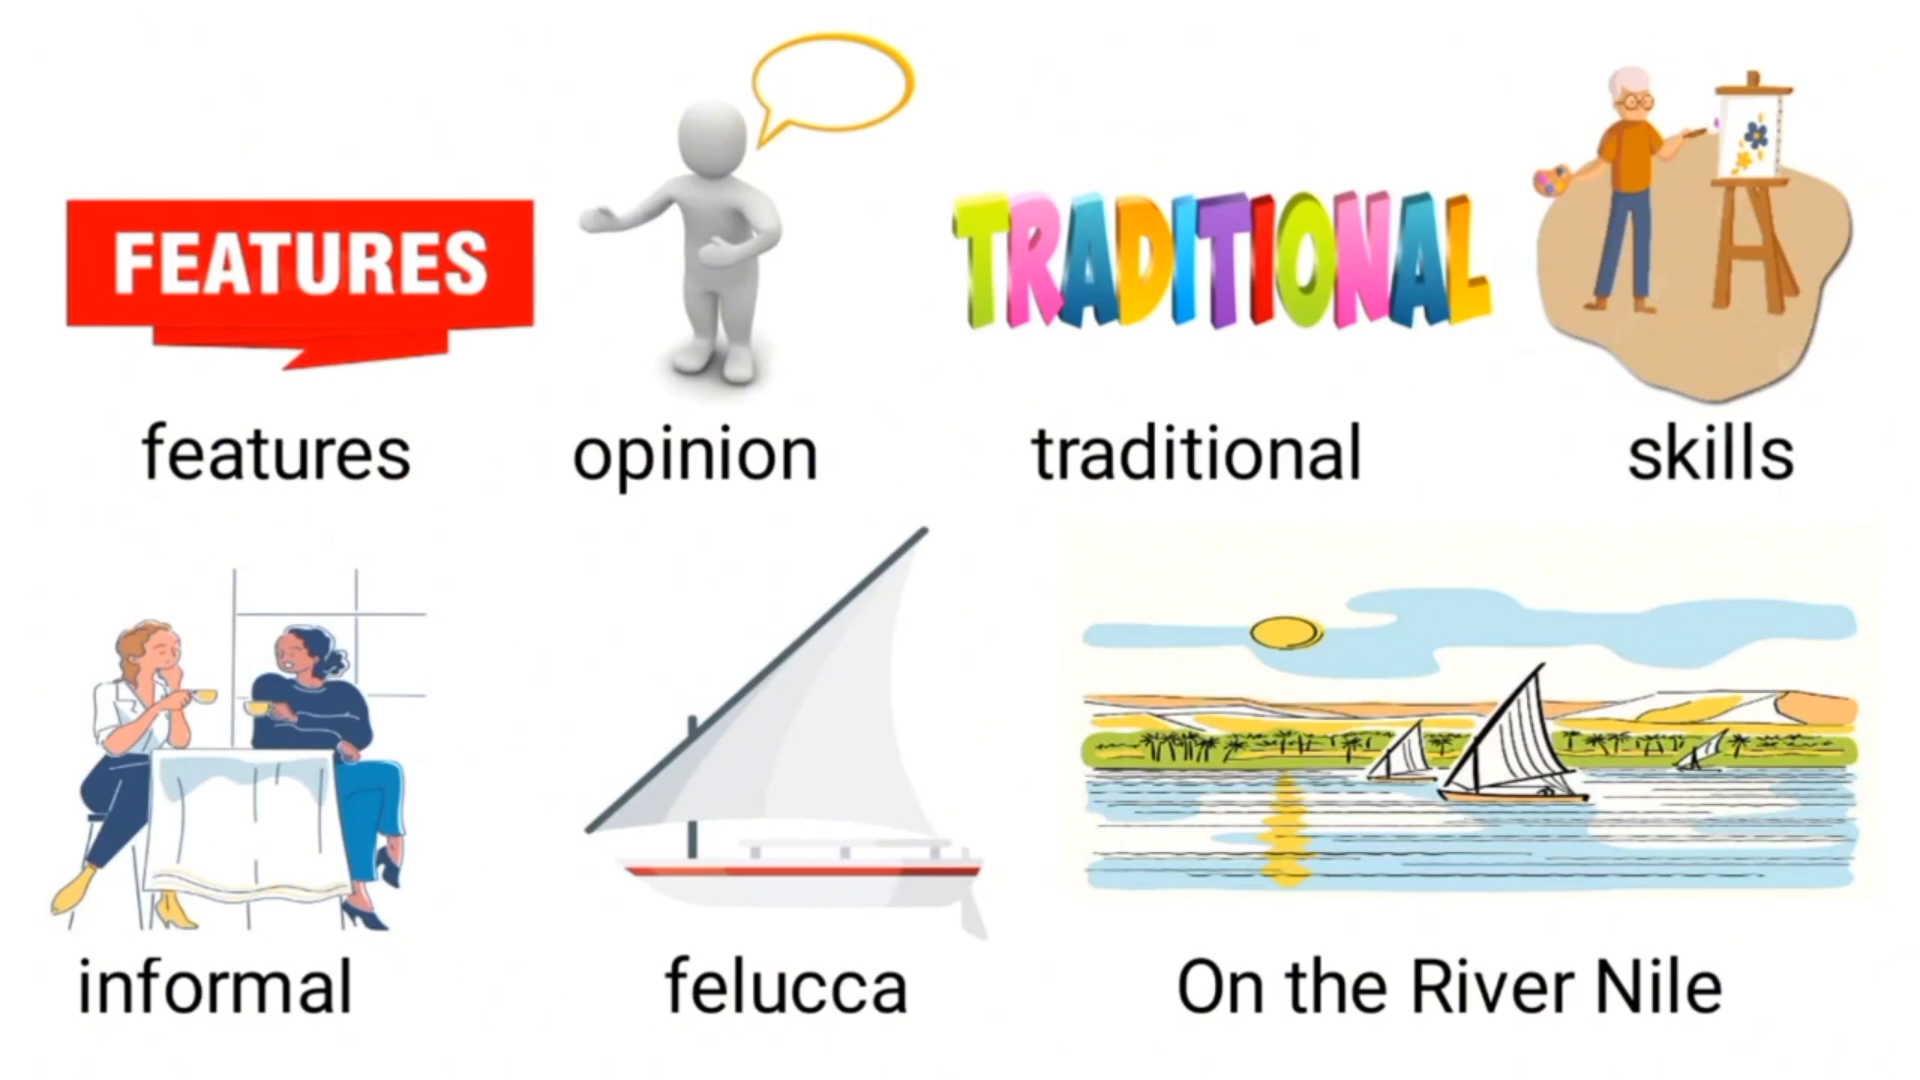 FEATURES
TRADITIONAL
features
opinion
traditional
skills
informal
felucca
On the River Nile